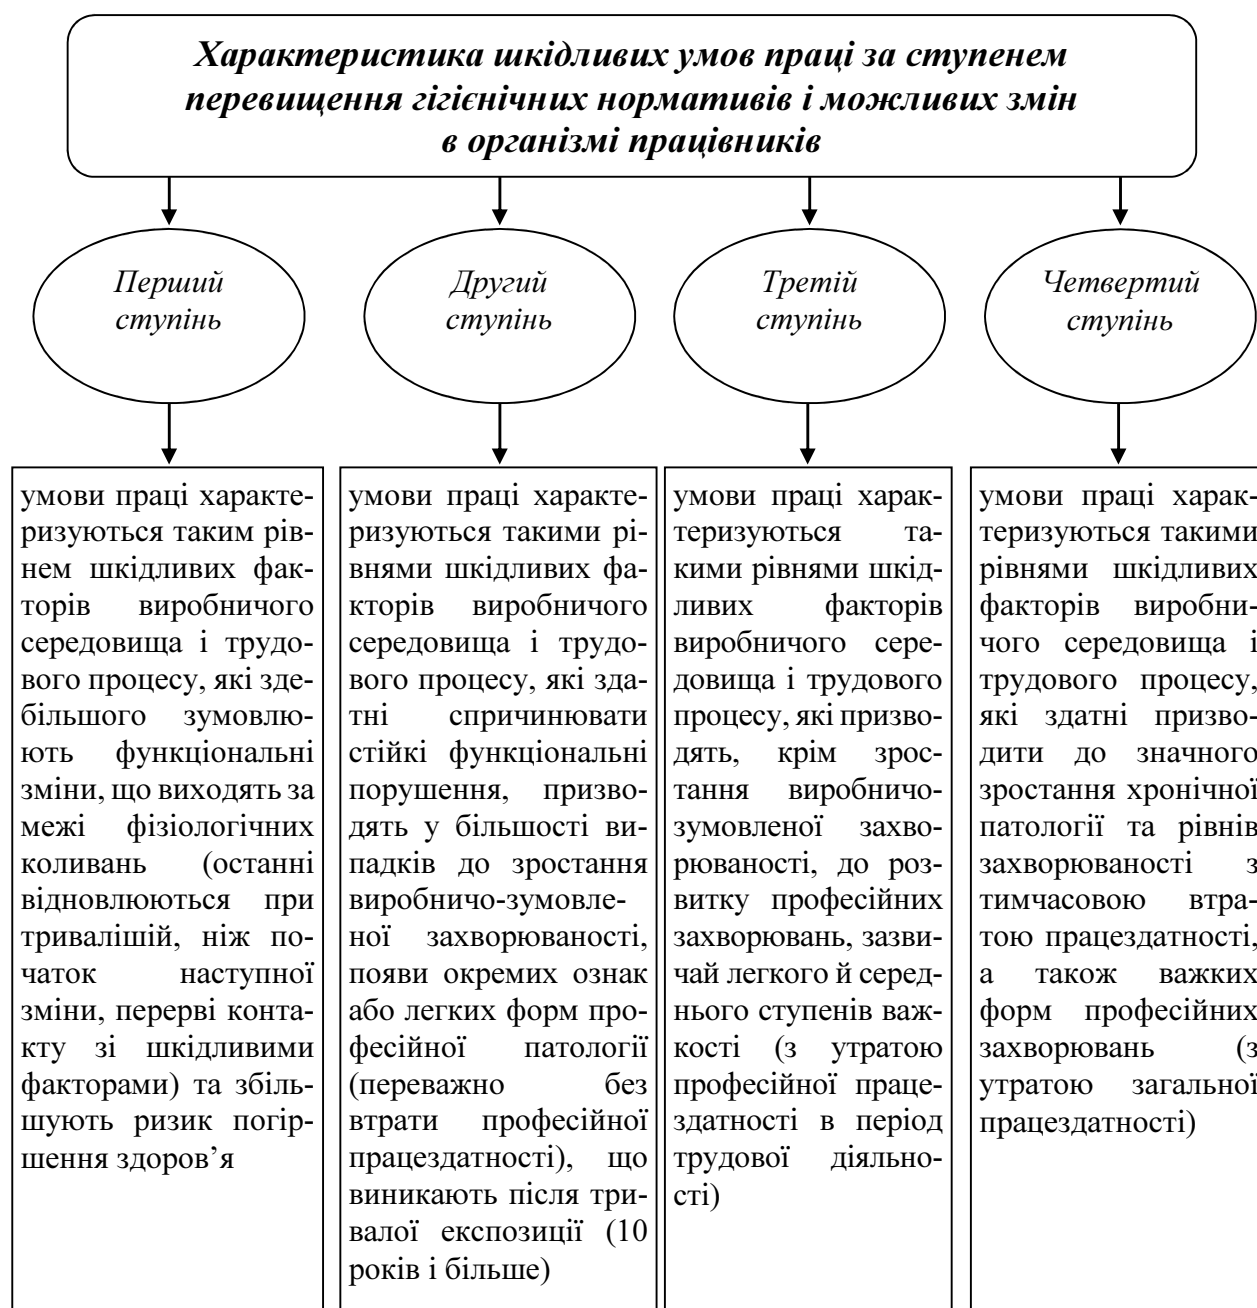 Характеристика шкідливих умов праці за ступенем
перевищення гігієнічних нормативів і можливих змін
в організмі працівників
Перший
ступінь
Другий
ступінь
Третій
ступінь
Четвертий
ступінь
умови праці характе-
ризуються таким рів-
нем шкідливих фак-
торів виробничого
середовища і трудо-
вого процесу, які зде-
більшого зумовлю-
ють функціональні
зміни, що виходять за
межі фізіологічних
коливань (останні
відновлюються при
тривалішій, ніж по-
чаток наступної
зміни, перерві конта-
кту зі шкідливими
факторами) та збіль-
шують ризик погір-
шення здоров’я
умови праці характе-
ризуються такими рі-
внями шкідливих фа-
кторів виробничого
середовища і трудо-
вого процесу, які зда-
тні спричинювати
стійкі функціональні
порушення, призво-
дять у більшості ви-
падків до зростання
виробничо-зумовле-
ної захворюваності,
появи окремих ознак
або легких форм про-
фесійної патології
(переважно без
втрати професійної
працездатності), що
виникають після три-
валої експозиції (10
років і більше)
умови праці харак-
теризуються та-
кими рівнями шкід-
ливих факторів
виробничого сере-
довища і трудового
процесу, які призво-
дять, крім зрос-
тання виробничо-
зумовленої захво-
рюваності, до роз-
витку професійних
захворювань, зазви-
чай легкого й серед-
нього ступенів важ-
кості (з утратою
професійної праце-
здатності в період
трудової діяльно-
сті)
умови праці харак-
теризуються такими
рівнями шкідливих
факторів виробни-
чого середовища і
трудового процесу,
які здатні призво-
дити до значного
зростання хронічної
патології та рівнів
захворюваності з
тимчасовою втра-
тою працездатності,
а також важких
форм професійних
захворювань (з
утратою загальної
працездатності)